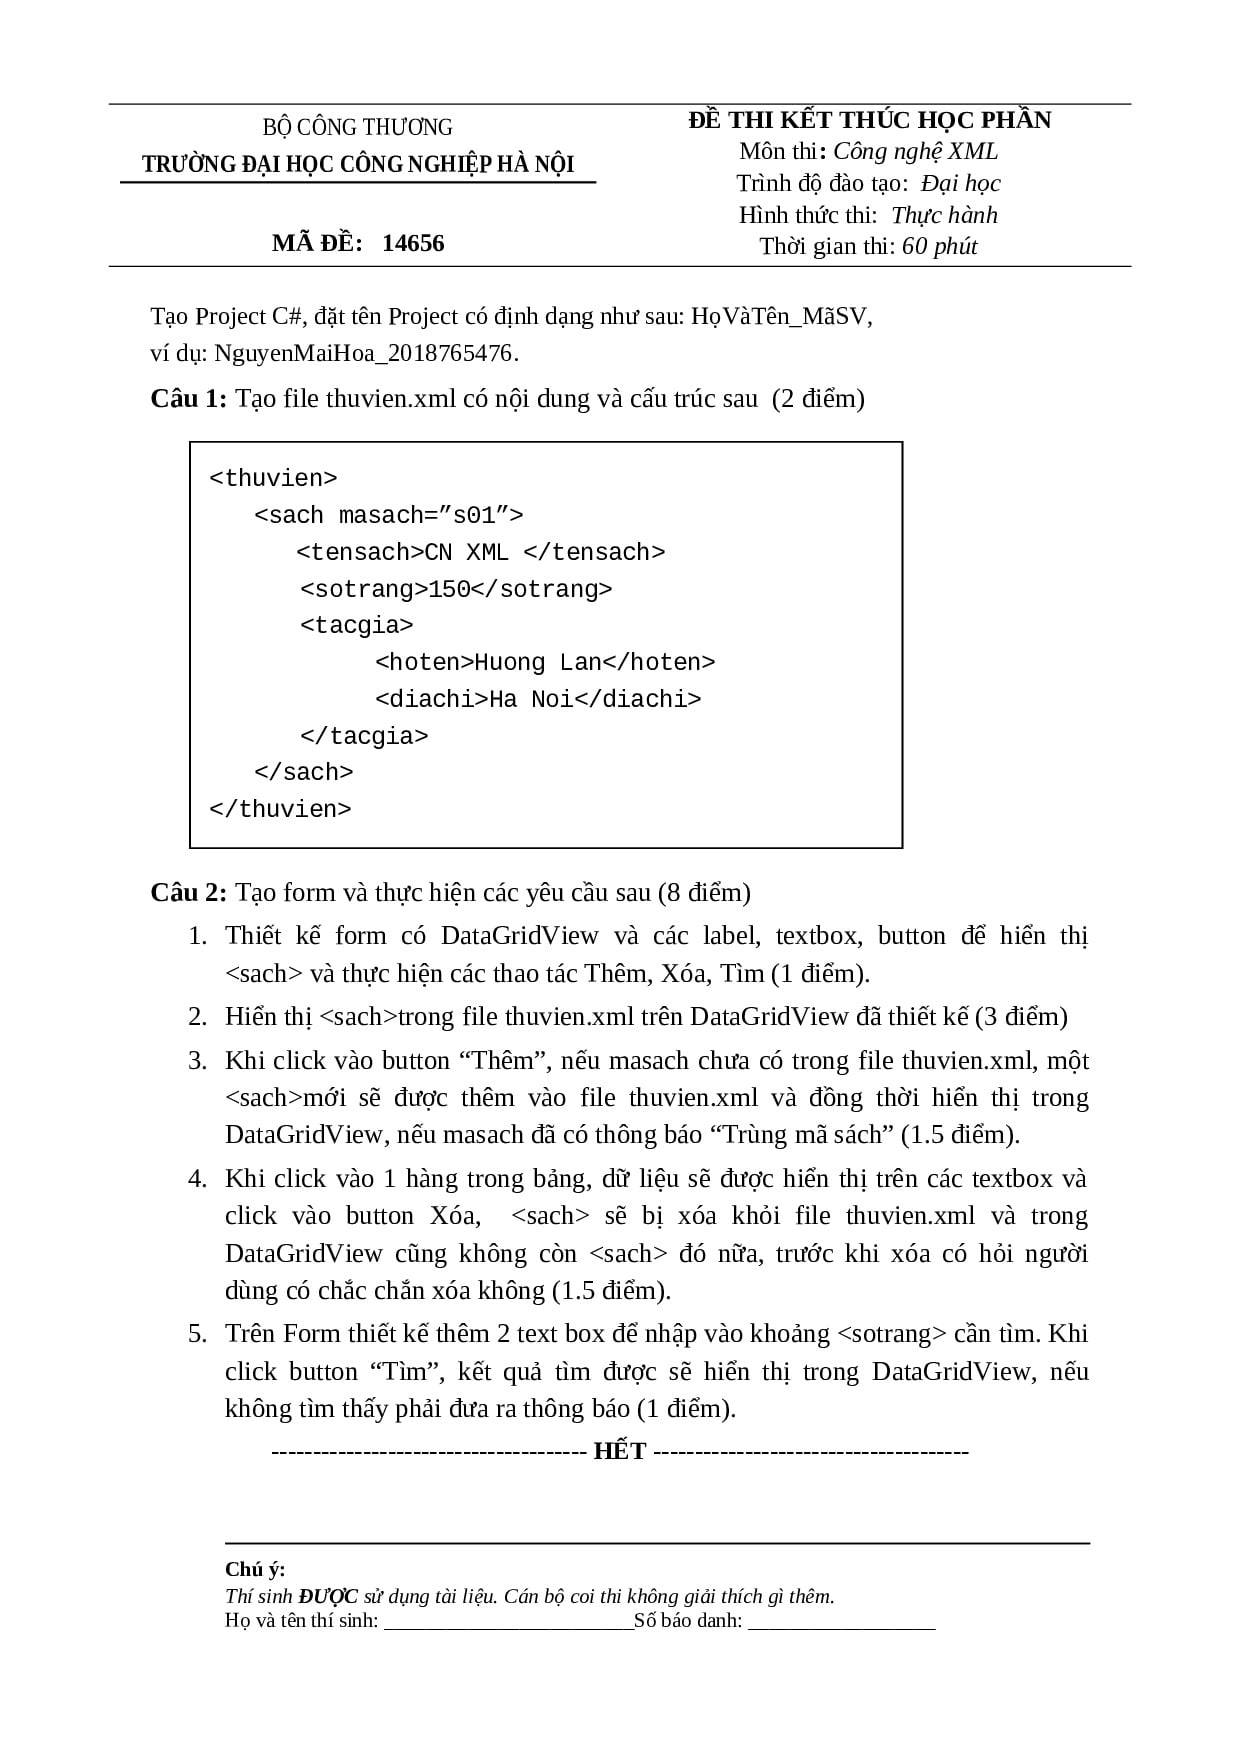 BỘ CÔNG THƯƠNG
TRƯỜNG ĐẠI HỌC CÔNG NGHIỆP HÀ NỘI
MÃ ĐỀ: 14656
ĐỀ THI KẾT THÚC HỌC PHẦN
Môn thi: Công nghệ XML
Trình độ đào tạo: Đại học
Hình thức thi: Thực hành
Thời gian thi: 60 phút
Tạo Project C#, đặt tên Project có định dạng như sau: HọVàTên_MãSV,
ví dụ: NguyenMaiHoa_2018765476.
Câu 1: Tạo file thuvien.xml có nội dung và cấu trúc sau (2 điểm)
<thuvien>
<sach masach=”s01”>
<tensach>CN XML </tensach>
<sotrang>150</sotrang>
<tacgia>
<hoten>Huong Lan</hoten>
<diachi>Ha Noi</diachi>
</tacgia>
</sach>
</thuvien>
Câu 2: Tạo form và thực hiện các yêu cầu sau (8 điểm)
1. Thiết kế form có DataGridView và các label, textbox, button để hiển thị
<sach> và thực hiện các thao tác Thêm, Xóa, Tìm (1 điểm).
2. Hiển thị <sach>trong file thuvien.xml trên DataGridView đã thiết kế (3 điểm)
3. Khi click vào button “Thêm”, nếu masach chưa có trong file thuvien.xml, một
<sach>mới sẽ được thêm vào file thuvien.xml và đồng thời hiển thị trong
DataGridView, nếu masach đã có thông báo “Trùng mã sách” (1.5 điểm).
4. Khi click vào 1 hàng trong bảng, dữ liệu sẽ được hiển thị trên các textbox và
click vào button Xóa, <sach> sẽ bị xóa khỏi file thuvien.xml và trong
DataGridView cũng không còn <sach> đó nữa, trước khi xóa có hỏi người
dùng có chắc chắn xóa không (1.5 điểm).
5. Trên Form thiết kế thêm 2 text box để nhập vào khoảng <sotrang> cần tìm. Khi
click button “Tìm”, kết quả tìm được sẽ hiển thị trong DataGridView, nếu
không tìm thấy phải đưa ra thông báo (1 điểm).
-------------------------------------- HẾT --------------------------------------
Chú ý:
Thí sinh ĐƯỢC sử dụng tài liệu. Cán bộ coi thi không giải thích gì thêm.
Họ và tên thí sinh: ________________________Số báo danh: __________________